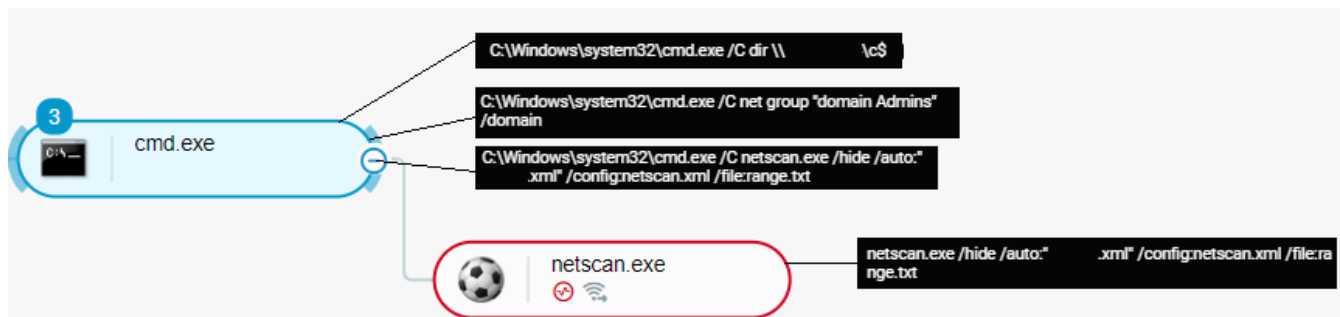 C:\Windows\system32\cmd.exe /C dir \\ \c$
C:\Windows\system32\cmd.exe /C net group "domain Admins"
/domain
3
cmd.exe
C:\Windows\system32\cmd.exe /C netscan.exe /hide /auto:"
.xml" /config:netscan.xml /file:range.txt
netscan.exe
netscan.exe /hide /auto:" .xml" /config:netscan.xml /file:ra
nge.txt